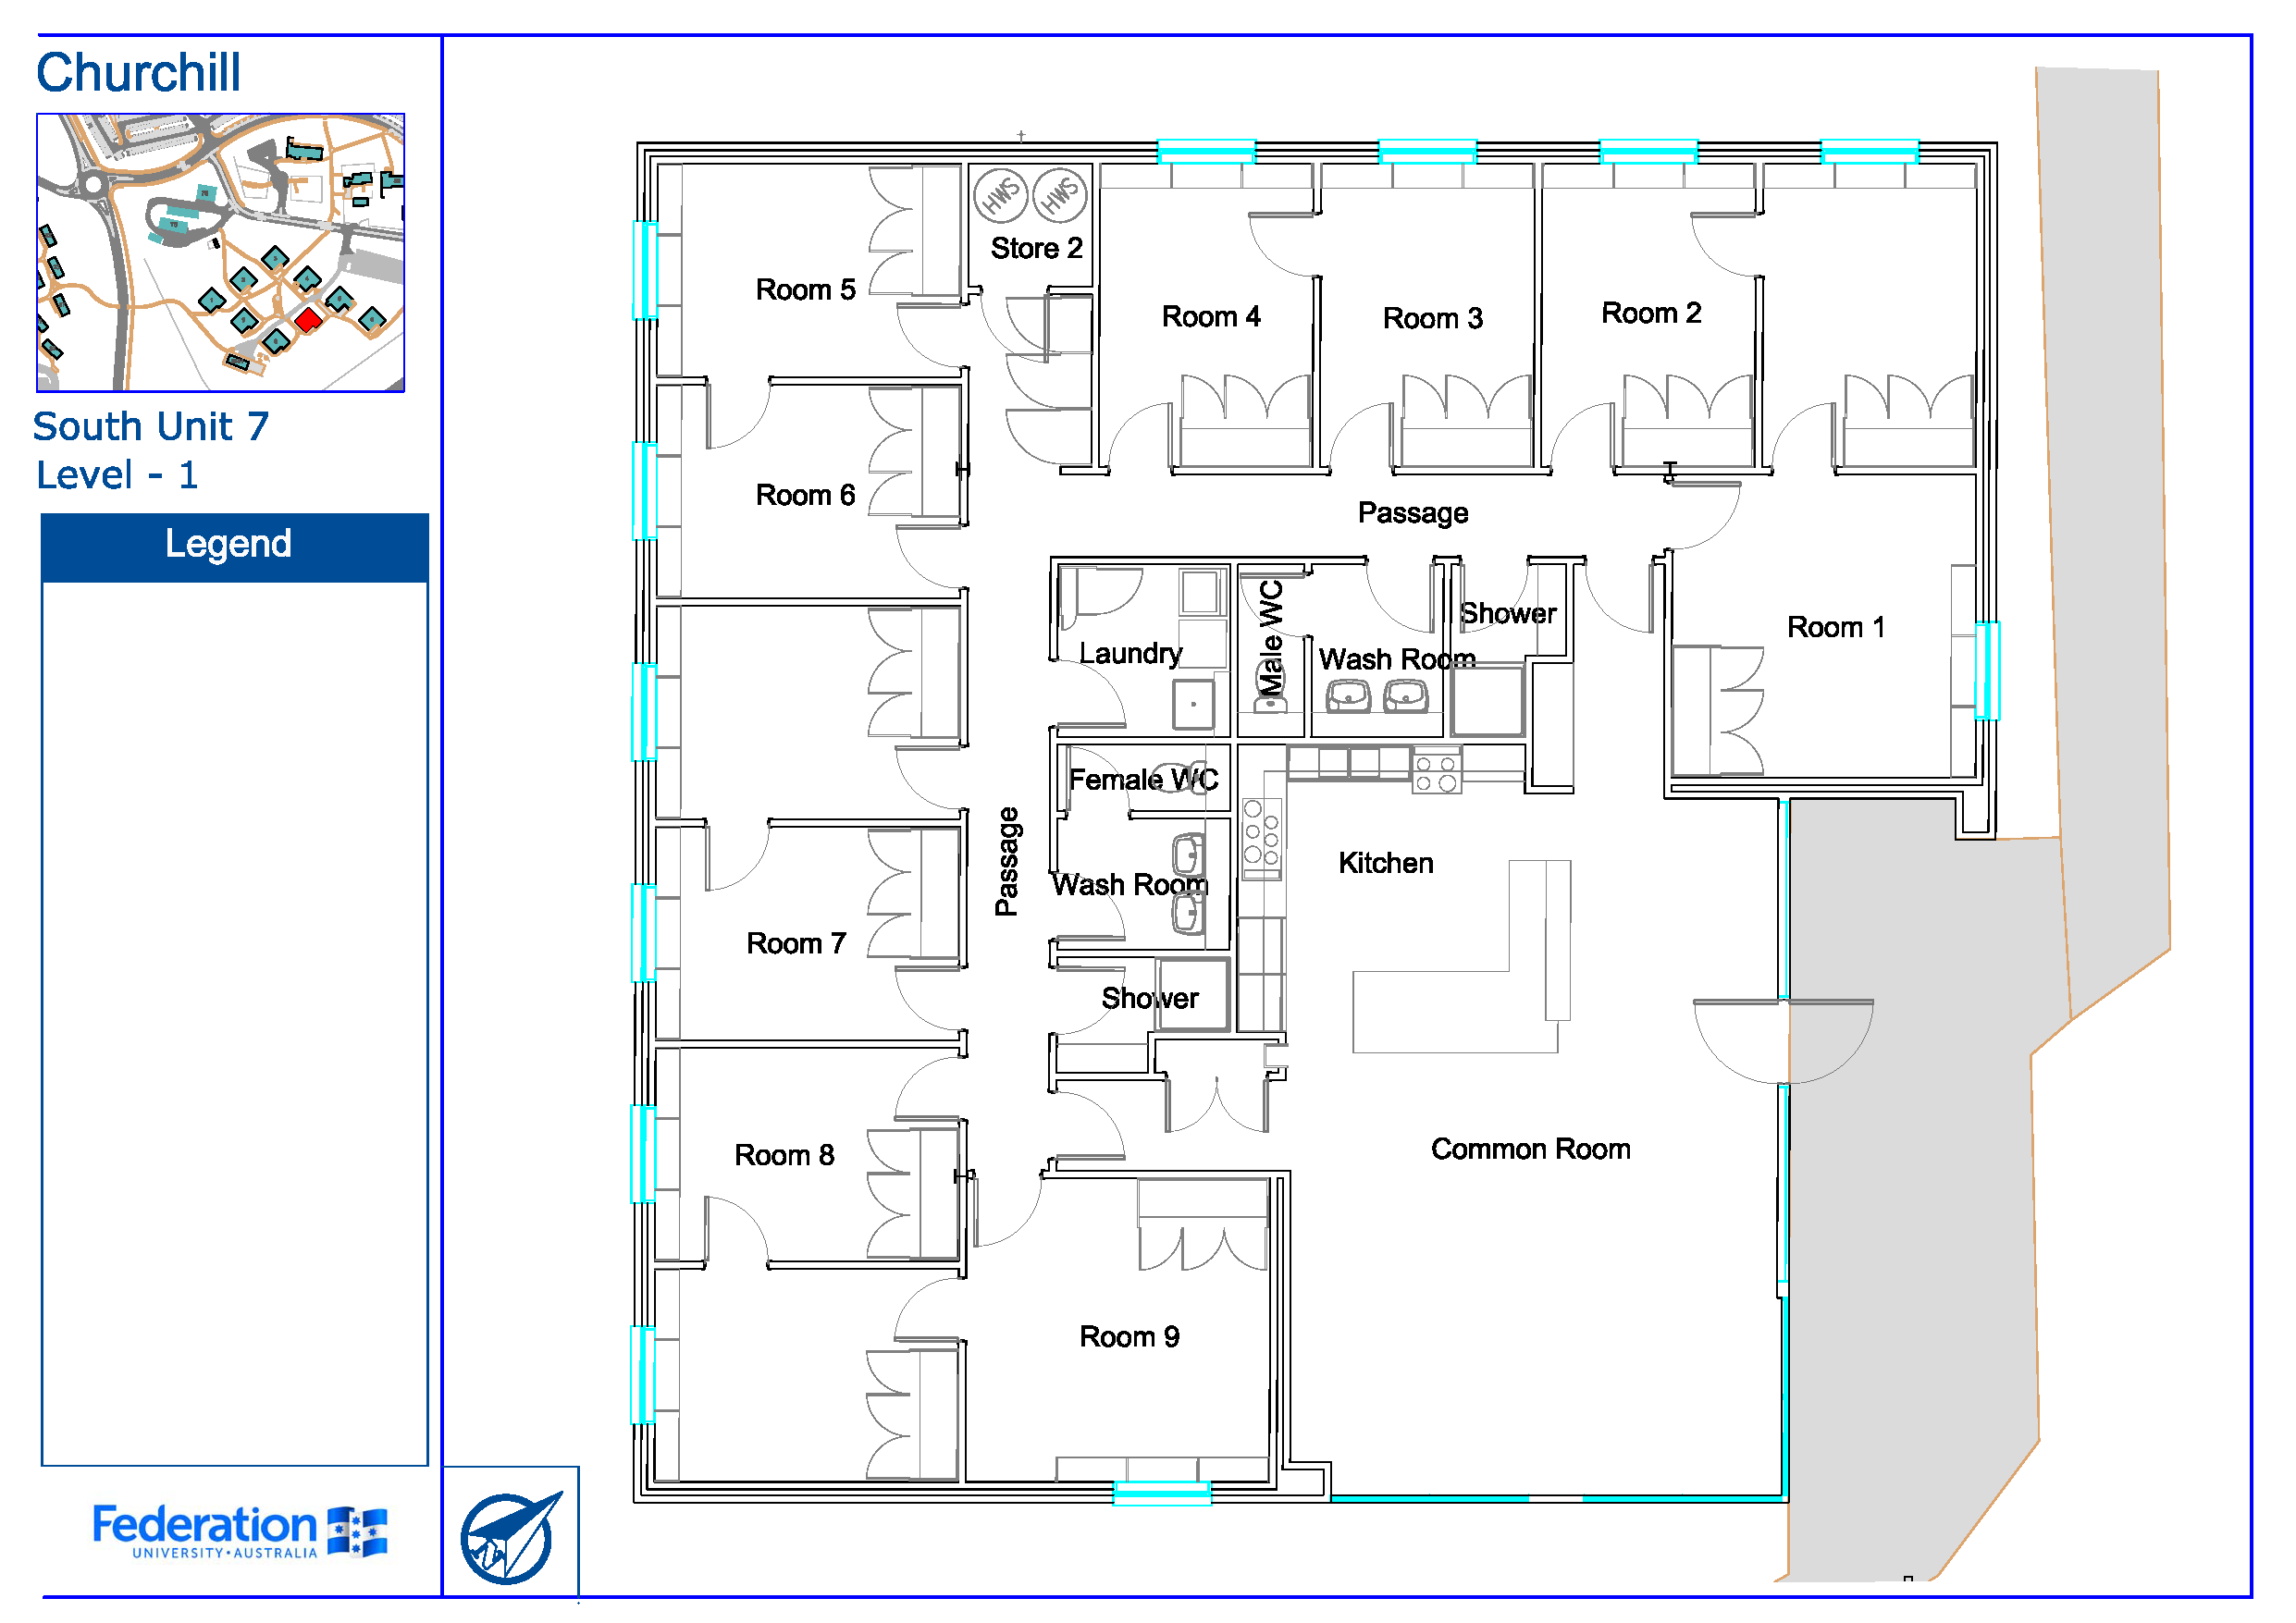 Churchill
South Unit 7
Level - 1
Legend
HWS
HWS
Store 2
Room 5
Room 4
Room 3
Room 2
Room 6
Passage
Room 1
Laundry
Male WC
Wash Room
Shower
Female WC
Passage
Wash Room
Kitchen
Room 7
Shower
Common Room
Room 8
Room 9
Federation
UNIVERSITY • AUSTRALIA
N